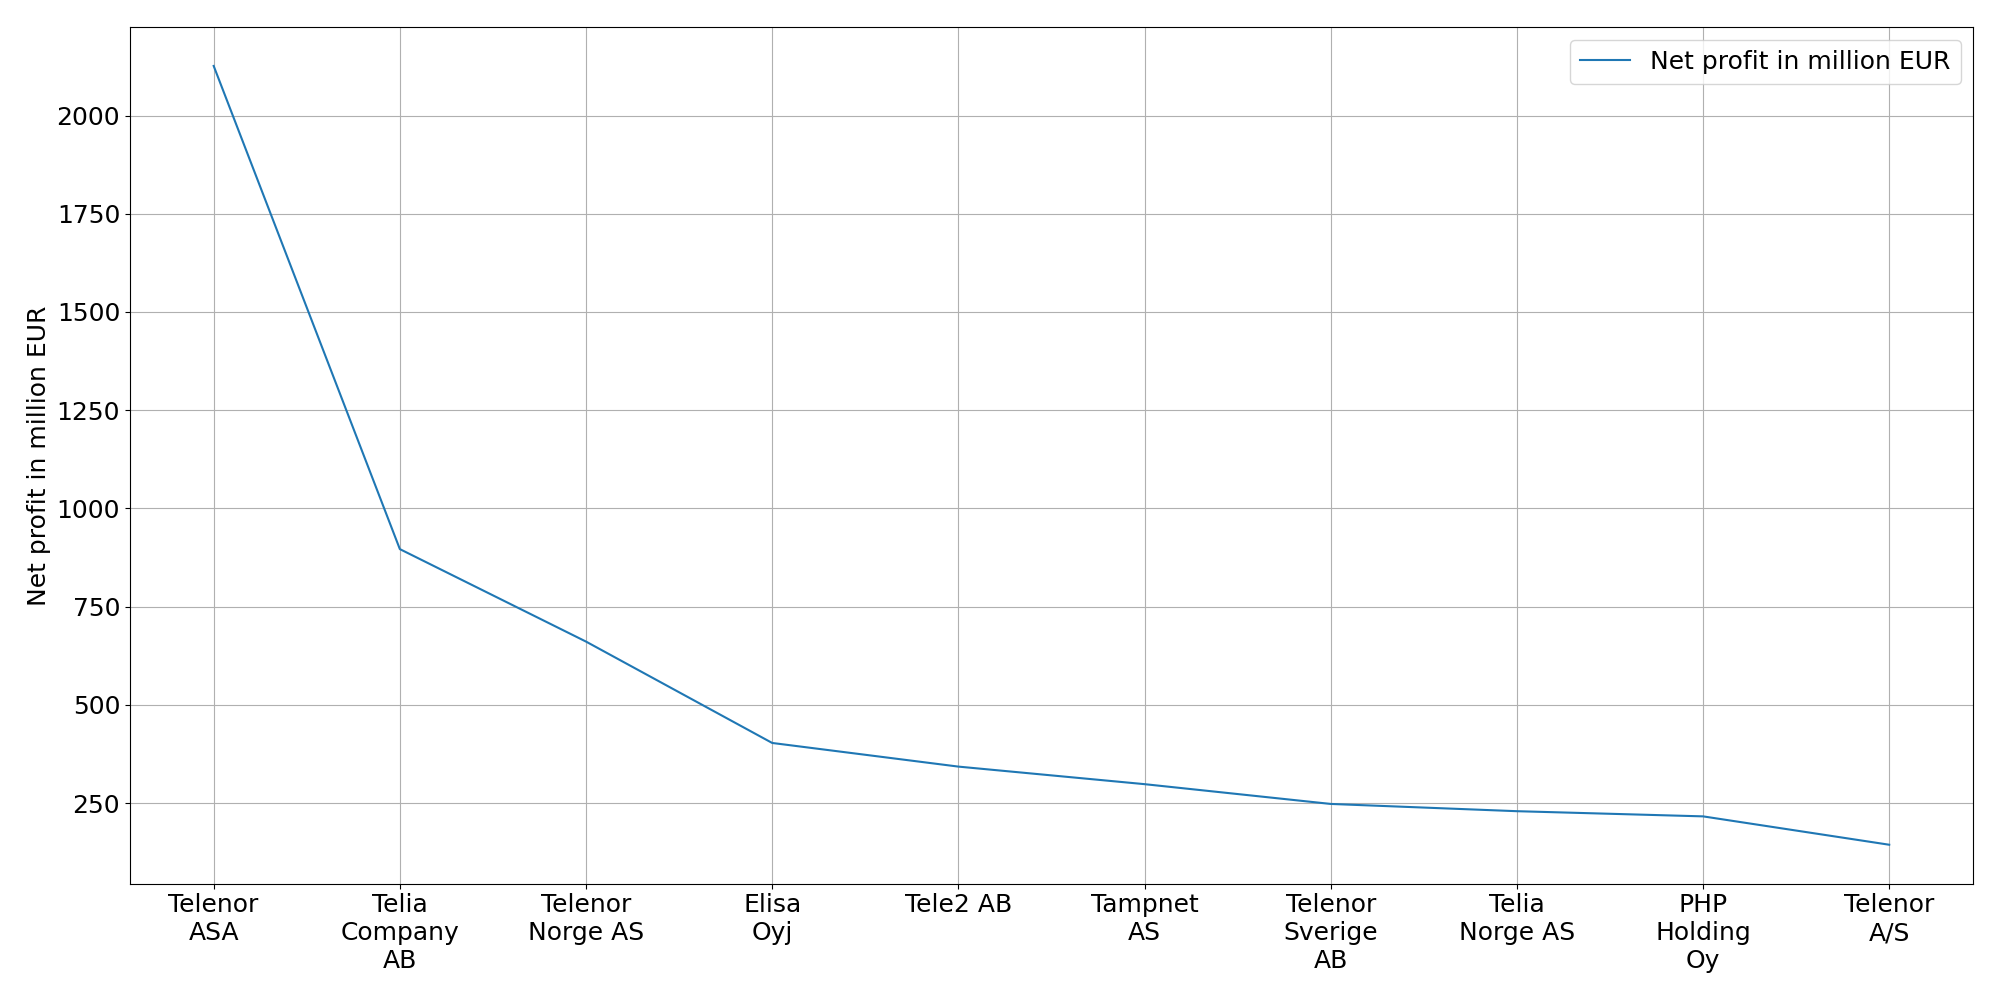 Net profit in million EUR
Net profit in million EUR
2000
1750
1500
1250
1000
750
500
250
Telenor
ASA
Telia
Company
AB
Telenor
Norge AS
Elisa
Oyj
Tele2 AB
Tampnet
AS
Telenor
Sverige
AB
Telia
Norge AS
PHP
Holding
Oy
Telenor
A/S